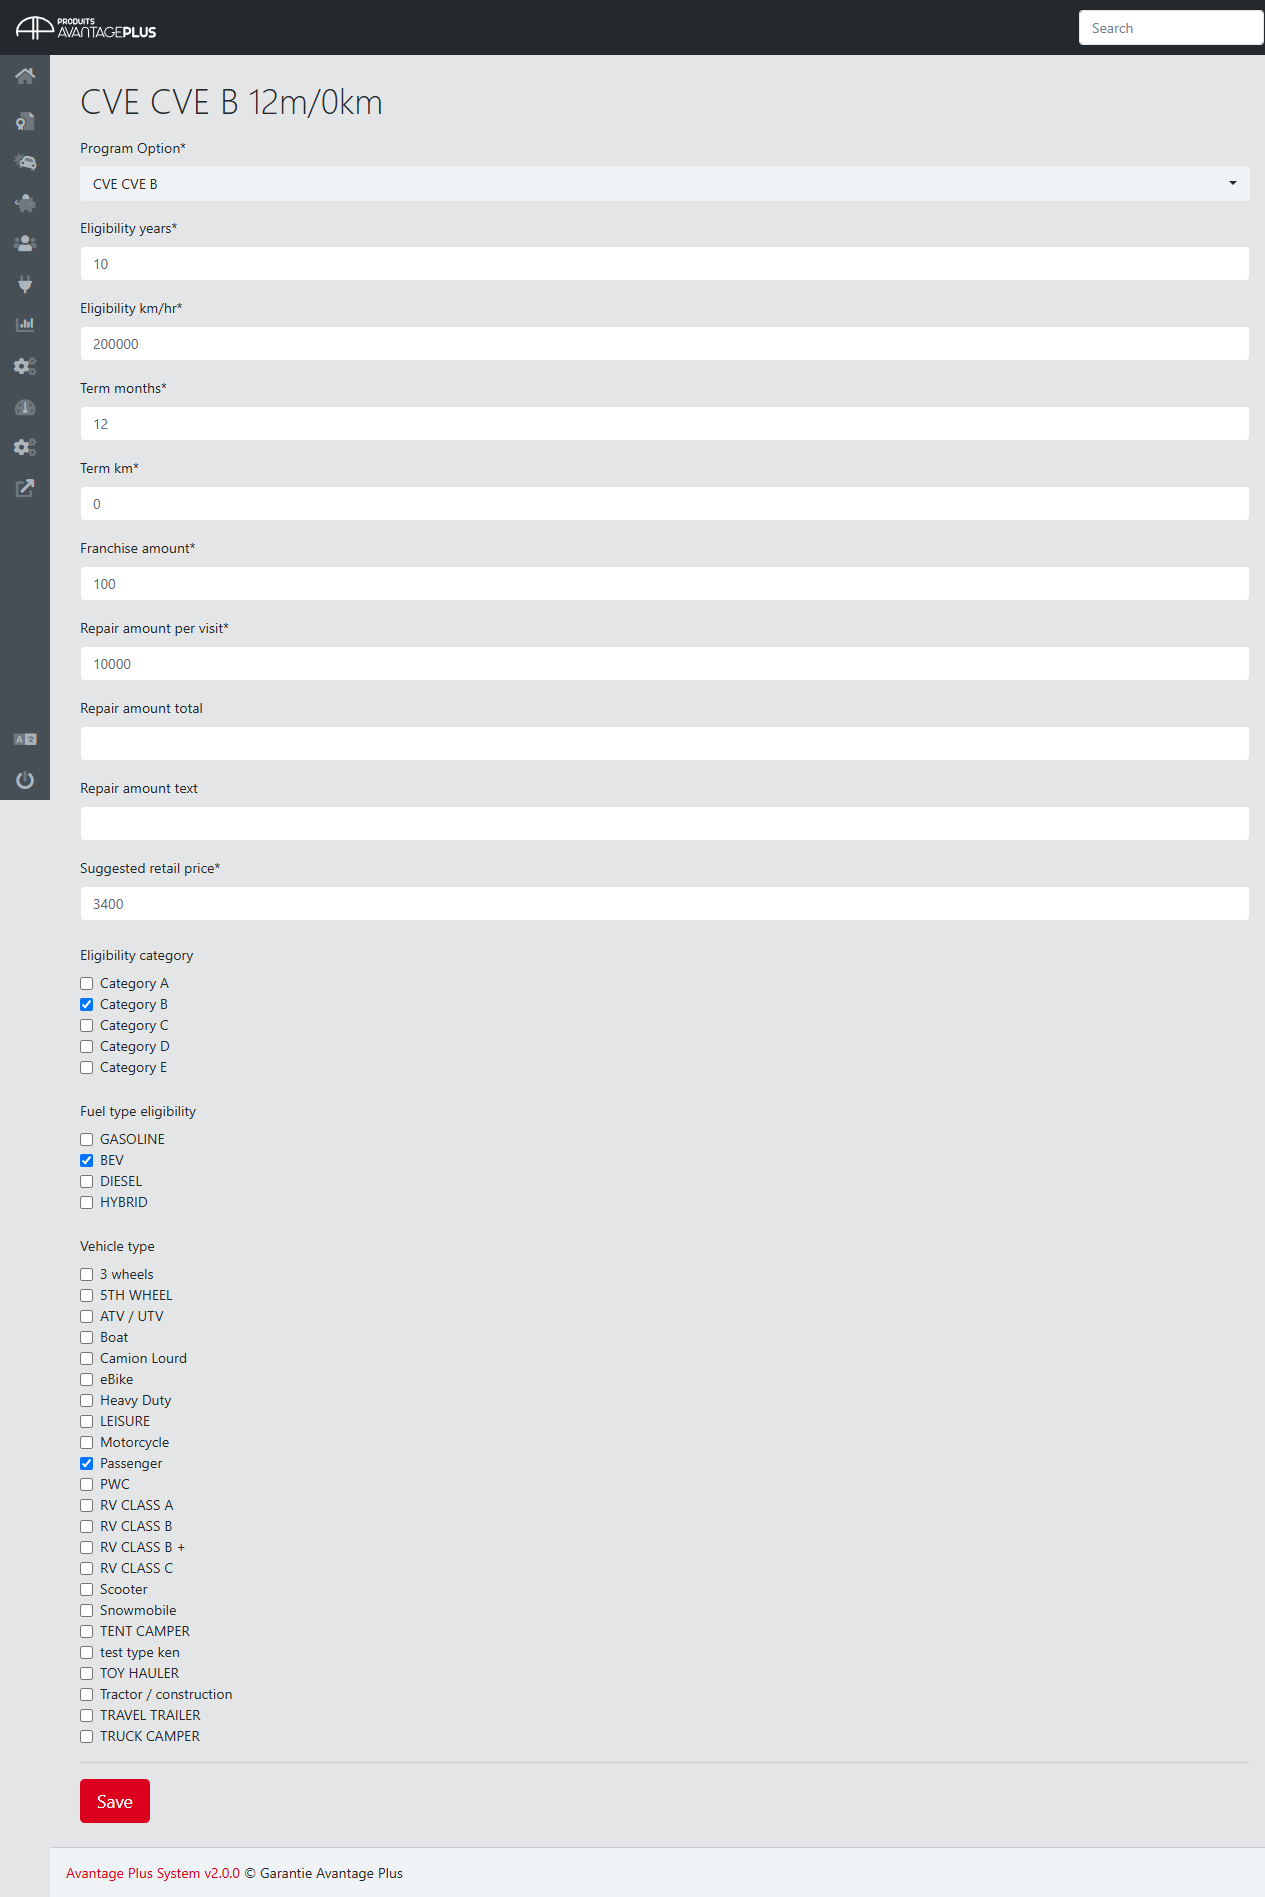 PRODUITS
AVANTAGEPLUS
Search
CVE CVE B 12m/0km
Program Option*
CVE CVE B
Eligibility years*
10
Eligibility km/hr*
200000
Term months*
12
Term km*
0
Franchise amount*
100
Repair amount per visit*
10000
Repair amount total
Repair amount text
Suggested retail price*
3400
Eligibility category
Category A
Category B
Category C
Category D
Category E
Fuel type eligibility
GASOLINE
BEV
DIESEL
HYBRID
Vehicle type
3 wheels
5TH WHEEL
ATV / UTV
Boat
Camion Lourd
eBike
Heavy Duty
LEISURE
Motorcycle
Passenger
PWC
RV CLASS A
RV CLASS B
RV CLASS B +
RV CLASS C
Scooter
Snowmobile
TENT CAMPER
test type ken
TOY HAULER
Tractor / construction
TRAVEL TRAILER
TRUCK CAMPER
Save
Avantage Plus System v2.0.0 © Garantie Avantage Plus